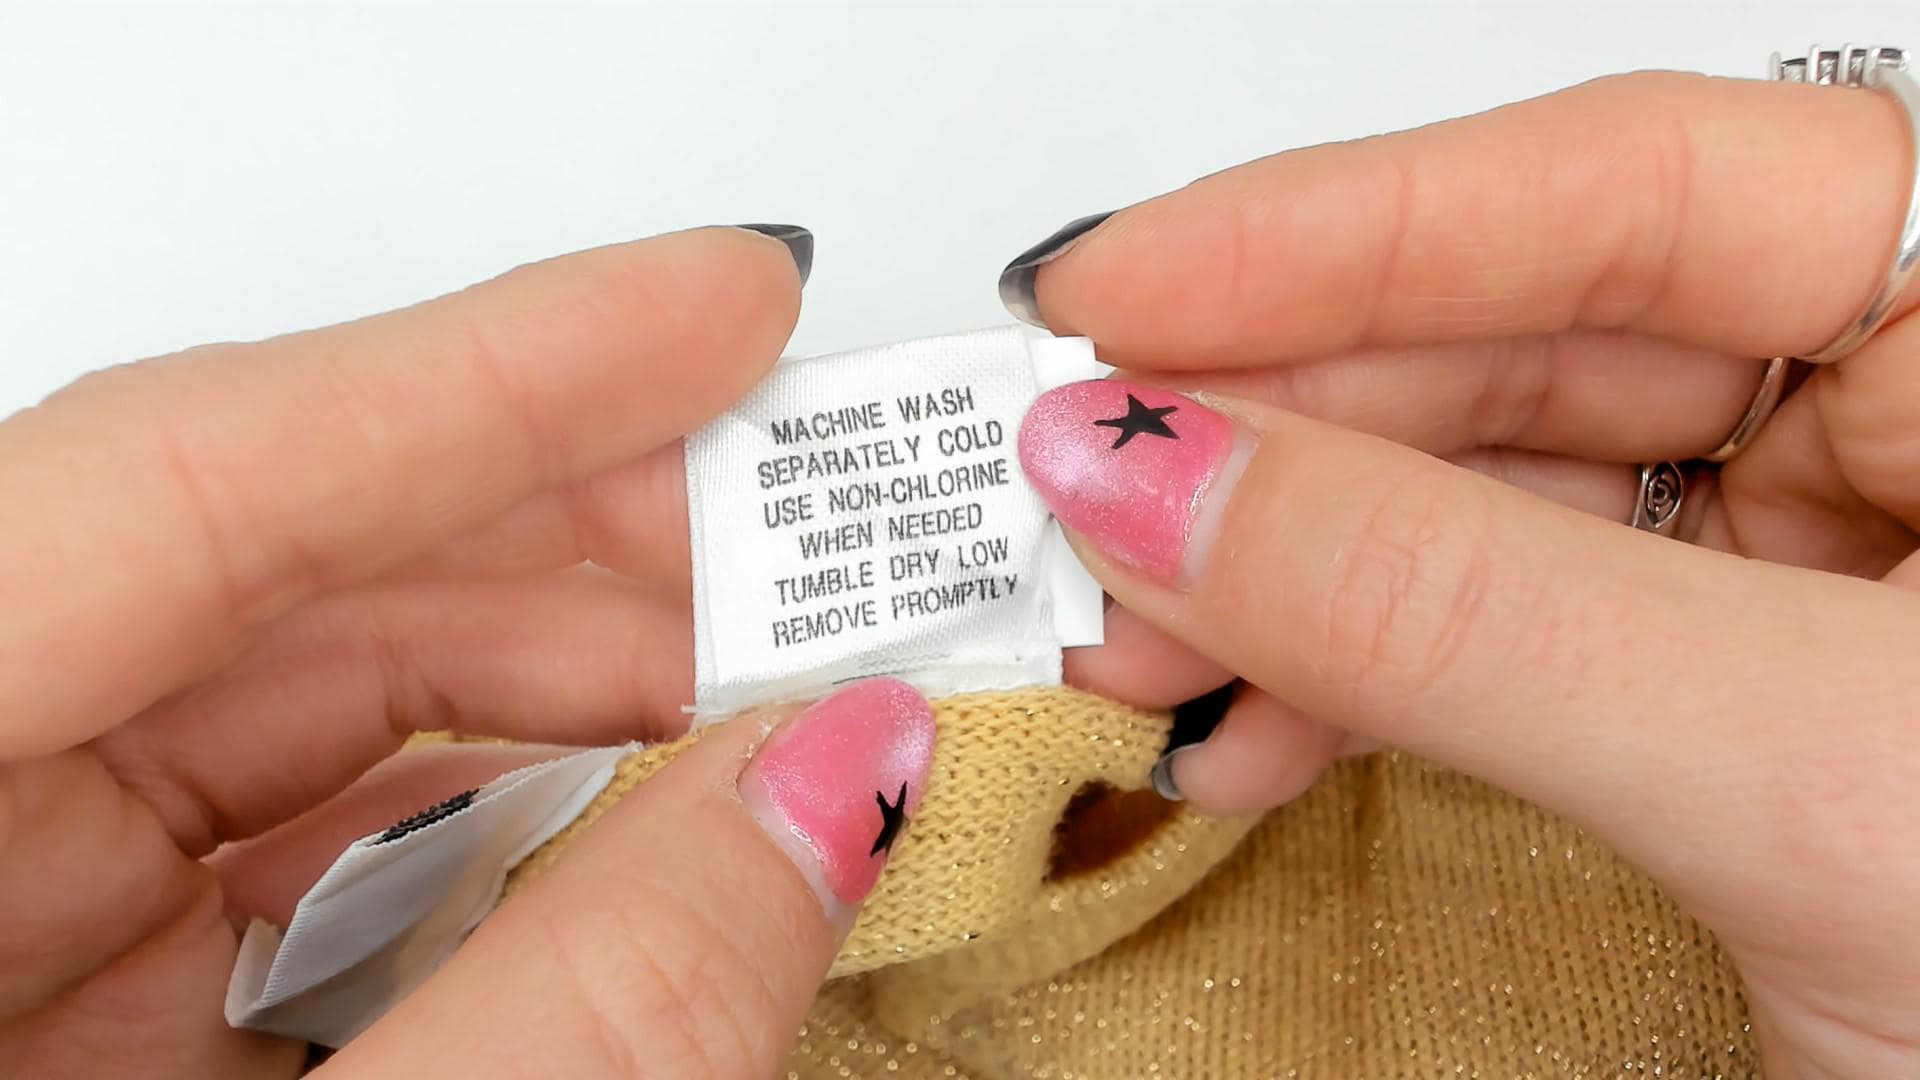 MACHINE WASH
SEPARATELY COLD
USE NON-CHLORINE
WHEN NEEDED
TUMBLE DRY LOW
REMOVE PROMPTLY